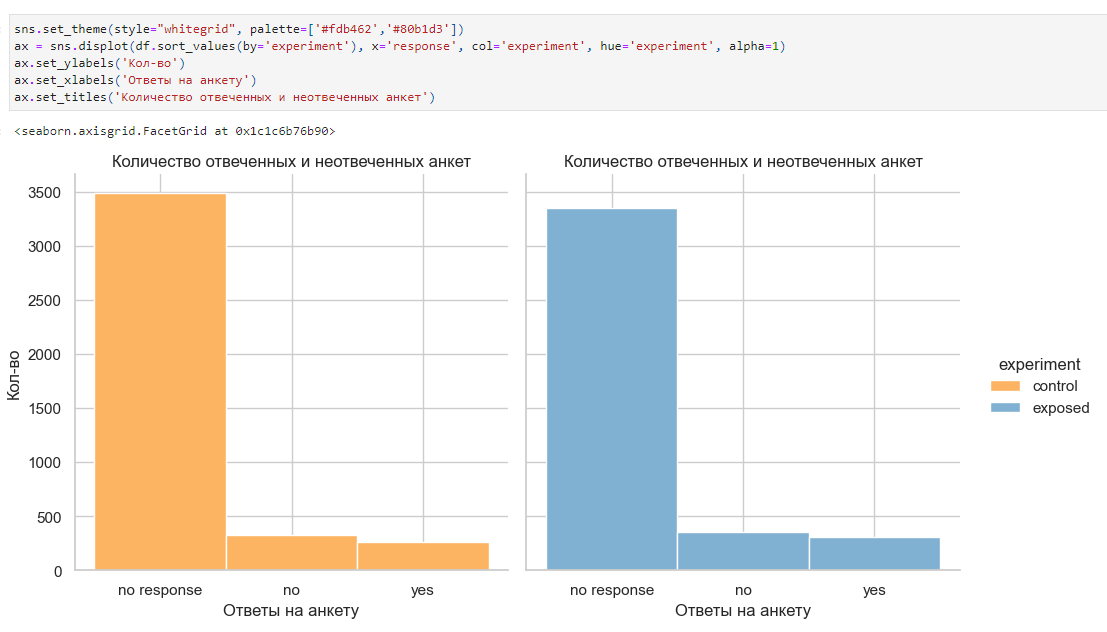 sns.set_theme(style="whitegrid", palette=['#fdb462','#80b1d3'])
ax = sns.displot(df.sort_values(by='experiment'), x='response', col='experiment', hue='experiment', alpha=1)
ax.set_ylabels('Кол-во')
ax.set_xlabels('Ответы на анкету')
ax.set_titles('Количество отвеченных и неотвеченных анкет')
<seaborn.axisgrid.FacetGrid at 0x1c1c6b76b90>
Количество отвеченных и неотвеченных анкет
Количество отвеченных и неотвеченных анкет
3500
3000
2500
2000
1500
1000
500
0
Кол-во
no response no yes
Ответы на анкету
no response no yes
Ответы на анкету
experiment
control
exposed